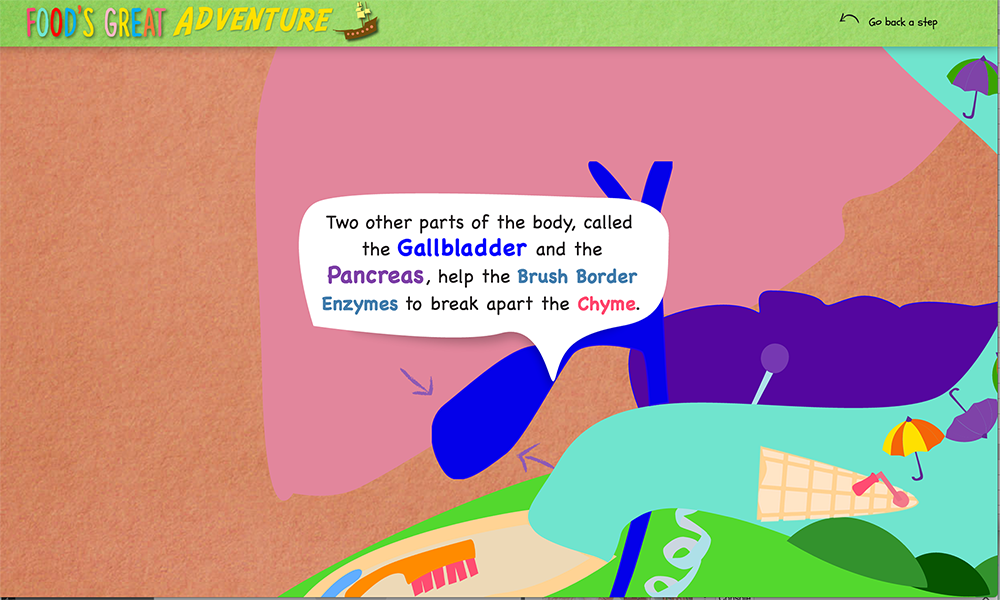 FOOD'S GREAT ADVENTURE
Go back a step
Two other parts of the body, called
the Gallbladder and the
Pancreas, help the Brush Border
Enzymes to break apart the Chyme.